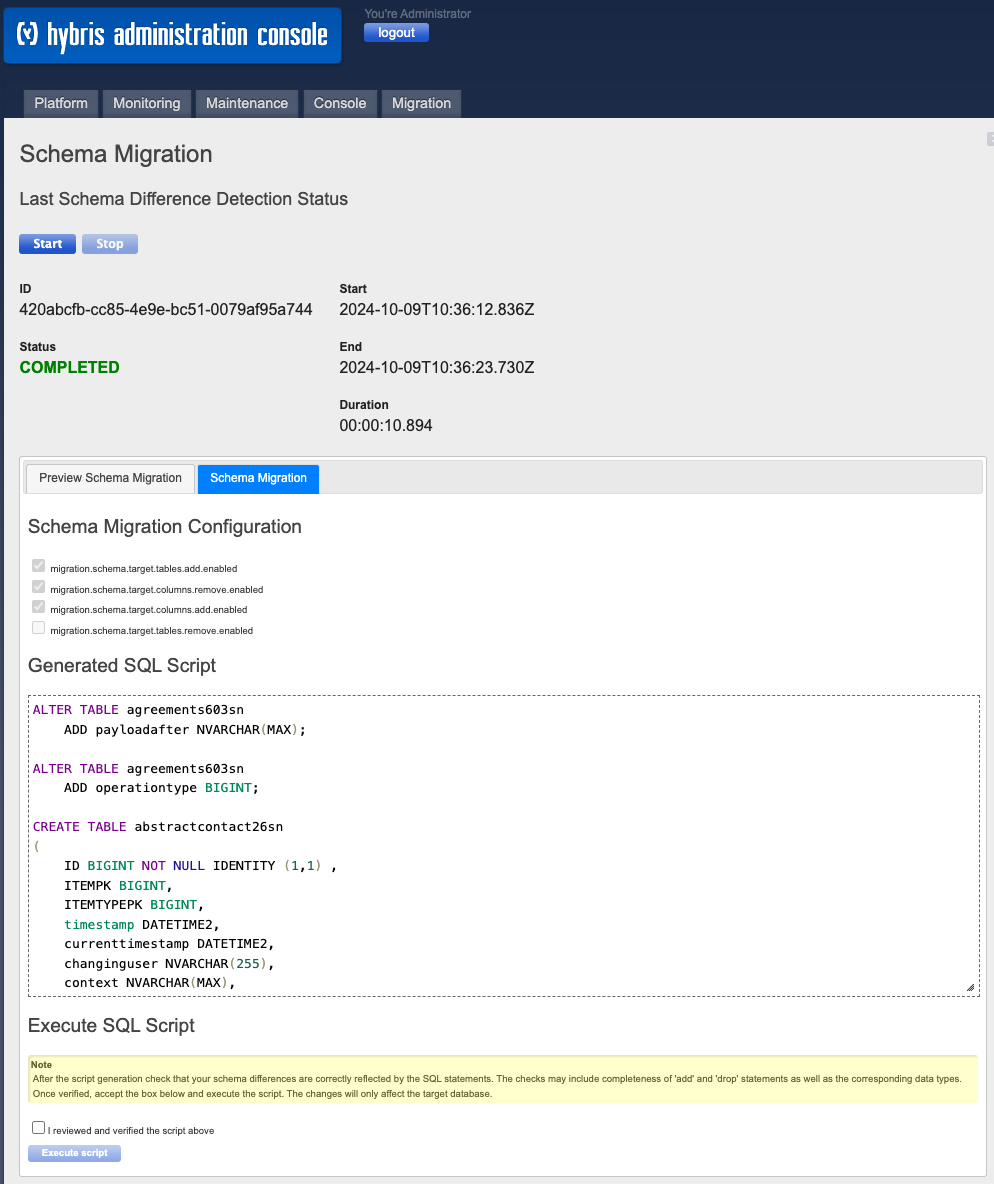 You're Administrator
hybris administration console
logout
Platform
Monitoring
Maintenance
Console
Migration
Schema Migration
Last Schema Difference Detection Status
Start
Stop
ID
420abcfb-cc85-4e9e-bc51-0079af95a744
Start
2024-10-09T10:36:12.836Z
Status
COMPLETED
End
2024-10-09T10:36:23.730Z
Duration
00:00:10.894
Preview Schema Migration
Schema Migration
Schema Migration Configuration
migration.schema.target.tables.add.enabled
migration.schema.target.columns.remove.enabled
migration.schema.target.columns.add.enabled
migration.schema.target.tables.remove.enabled
Generated SQL Script
ALTER TABLE agreements603sn
    ADD payloadafter NVARCHAR(MAX);
ALTER TABLE agreements603sn
    ADD operationtype BIGINT;
CREATE TABLE abstractcontact26sn
(
    ID BIGINT NOT NULL IDENTITY (1,1) ,
    ITEMPK BIGINT,
    ITEMTYPEPK BIGINT,
    timestamp DATETIME2,
    currenttimestamp DATETIME2,
    changinguser NVARCHAR(255),
    context NVARCHAR(MAX),
Execute SQL Script
Note
After the script generation check that your schema differences are correctly reflected by the SQL statements. The checks may include completeness of 'add' and 'drop' statements as well as the corresponding data types.
Once verified, accept the box below and execute the script. The changes will only affect the target database.
I reviewed and verified the script above
Execute script